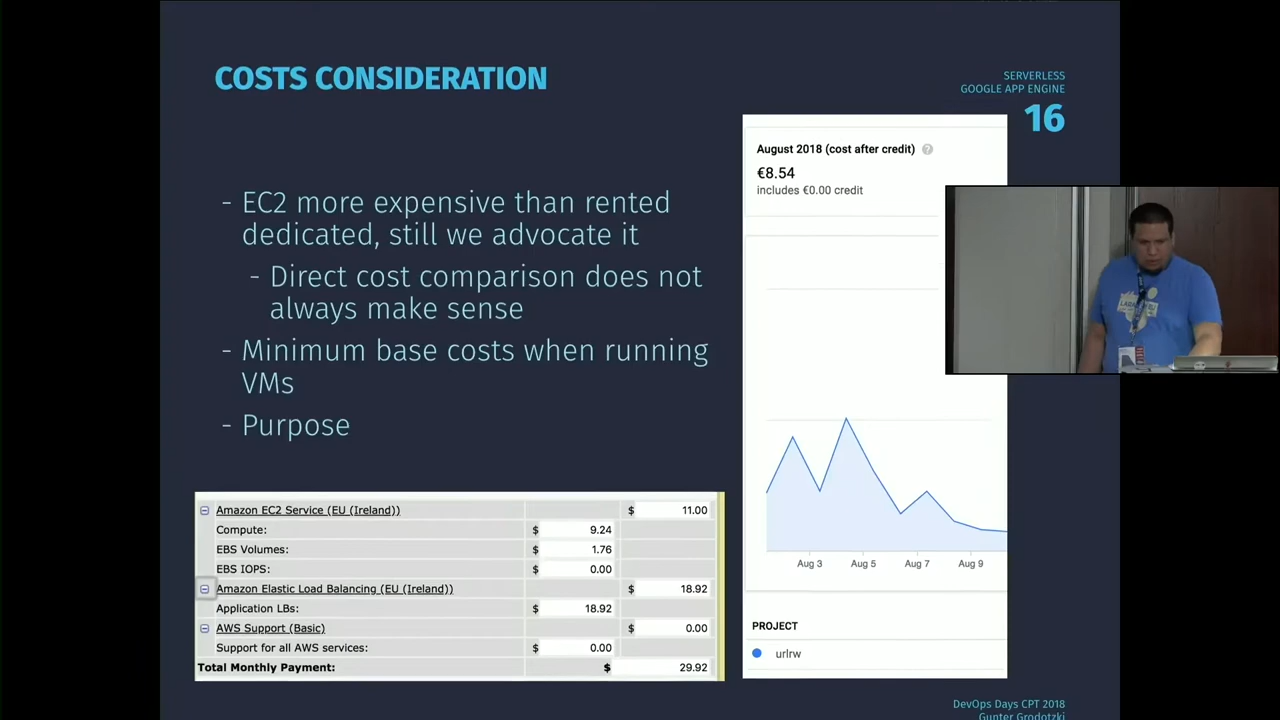 COSTS CONSIDERATION
SERVERLESS
GOOGLE APP ENGINE
16
- EC2 more expensive than rented
dedicated, still we advocate it
- Direct cost comparison does not
always make sense
- Minimum base costs when running
VMs
- Purpose
August 2018 (cost after credit) ?
€8.54
includes €0.00 credit
Aug 3 Aug 5 Aug 7 Aug 9
PROJECT
urlrw
Amazon EC2 Service (EU (Ireland)) $ 11.00
Compute: $ 9.24
EBS Volumes: $ 1.76
EBS IOPS: $ 0.00
Amazon Elastic Load Balancing (EU (Ireland)) $ 18.92
Application LBs: $ 18.92
AWS Support (Basic) $ 0.00
Support for all AWS services: $ 0.00
Total Monthly Payment: $ 29.92
DevOps Days CPT 2018
Gunter Grodotzki